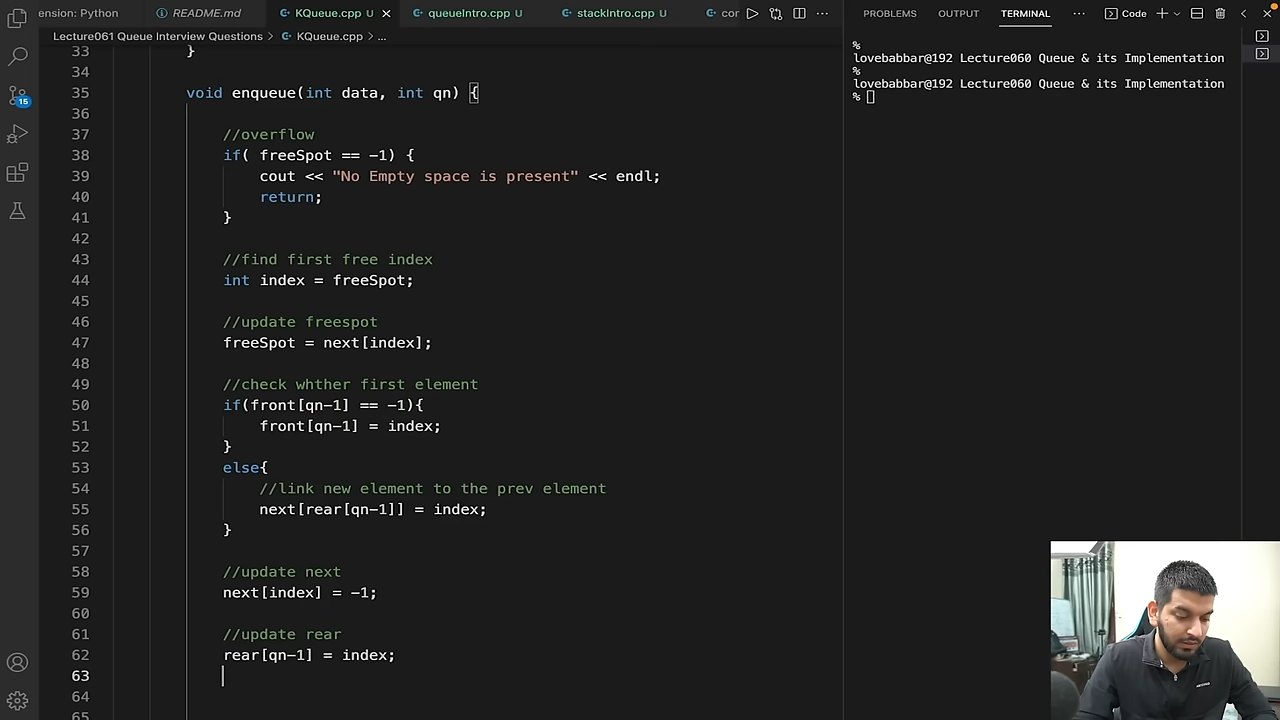 ension: Python
README.md
KQueue.cpp U
queueIntro.cpp U
stackIntro.cpp U
cor
PROBLEMS
OUTPUT
TERMINAL
Code
Lecture061 Queue Interview Questions > KQueue.cpp > ...
33 }
34
35 void enqueue(int data, int qn) {
36
37 //overflow
38 if( freeSpot == -1) {
39 cout << "No Empty space is present" << endl;
40 return;
41 }
42
43 //find first free index
44 int index = freeSpot;
45
46 //update freespot
47 freeSpot = next[index];
48
49 //check whther first element
50 if(front[qn-1] == -1){
51 front[qn-1] = index;
52 }
53 else{
54 //link new element to the prev element
55 next[rear[qn-1]] = index;
56 }
57
58 //update next
59 next[index] = -1;
60
61 //update rear
62 rear[qn-1] = index;
63
64
65
15
%
lovebabbar@192 Lecture060 Queue & its Implementation
%
lovebabbar@192 Lecture060 Queue & its Implementation
%